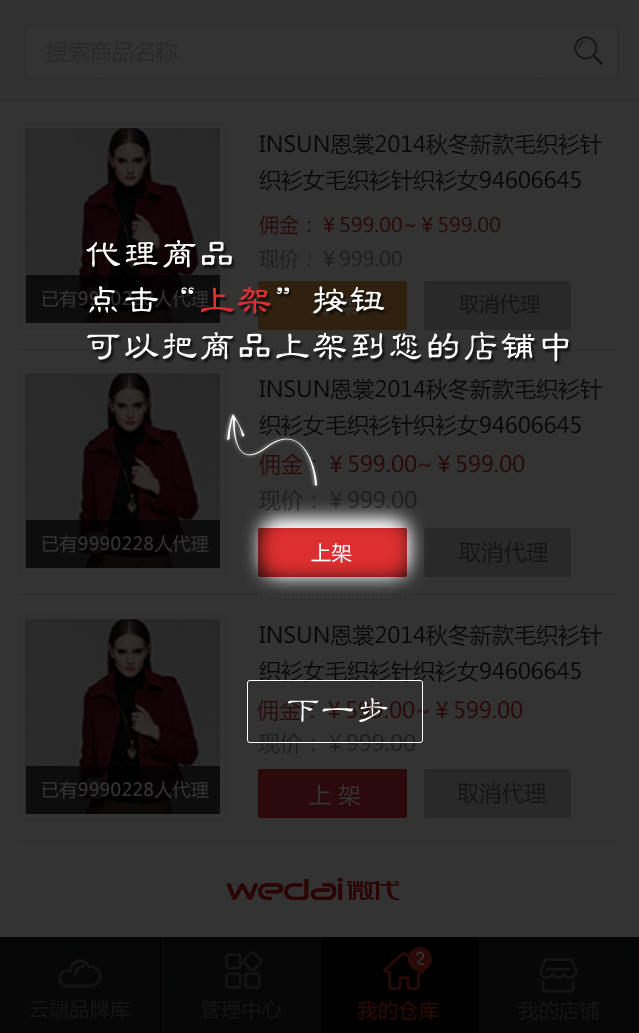 搜索商品名称
INSUN恩裳2014秋冬新款毛织衫针
织衫女毛织衫针织衫女94606645
佣金：￥599.00~￥599.00
现价：￥999.00
已有9990228人代理
取消代理
代理商品
点击“上架”按钮
可以把商品上架到您的店铺中
INSUN恩裳2014秋冬新款毛织衫针
织衫女毛织衫针织衫女94606645
佣金：￥599.00~￥599.00
现价：￥999.00
已有9990228人代理
上架
取消代理
INSUN恩裳2014秋冬新款毛织衫针
织衫女毛织衫针织衫女94606645
佣金：￥599.00~￥599.00
下一步
现价：￥999.00
已有9990228人代理
上 架
取消代理
wedai微代
云端品牌库
管理中心
2
我的仓库
我的店铺